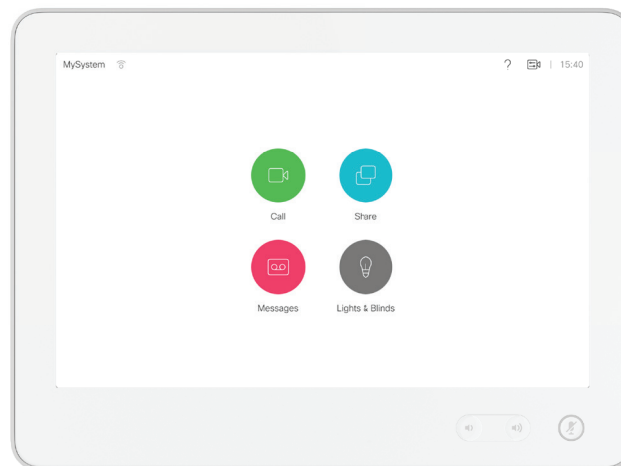 MySystem
? | 15:40
Call
Share
Messages
Lights & Blinds